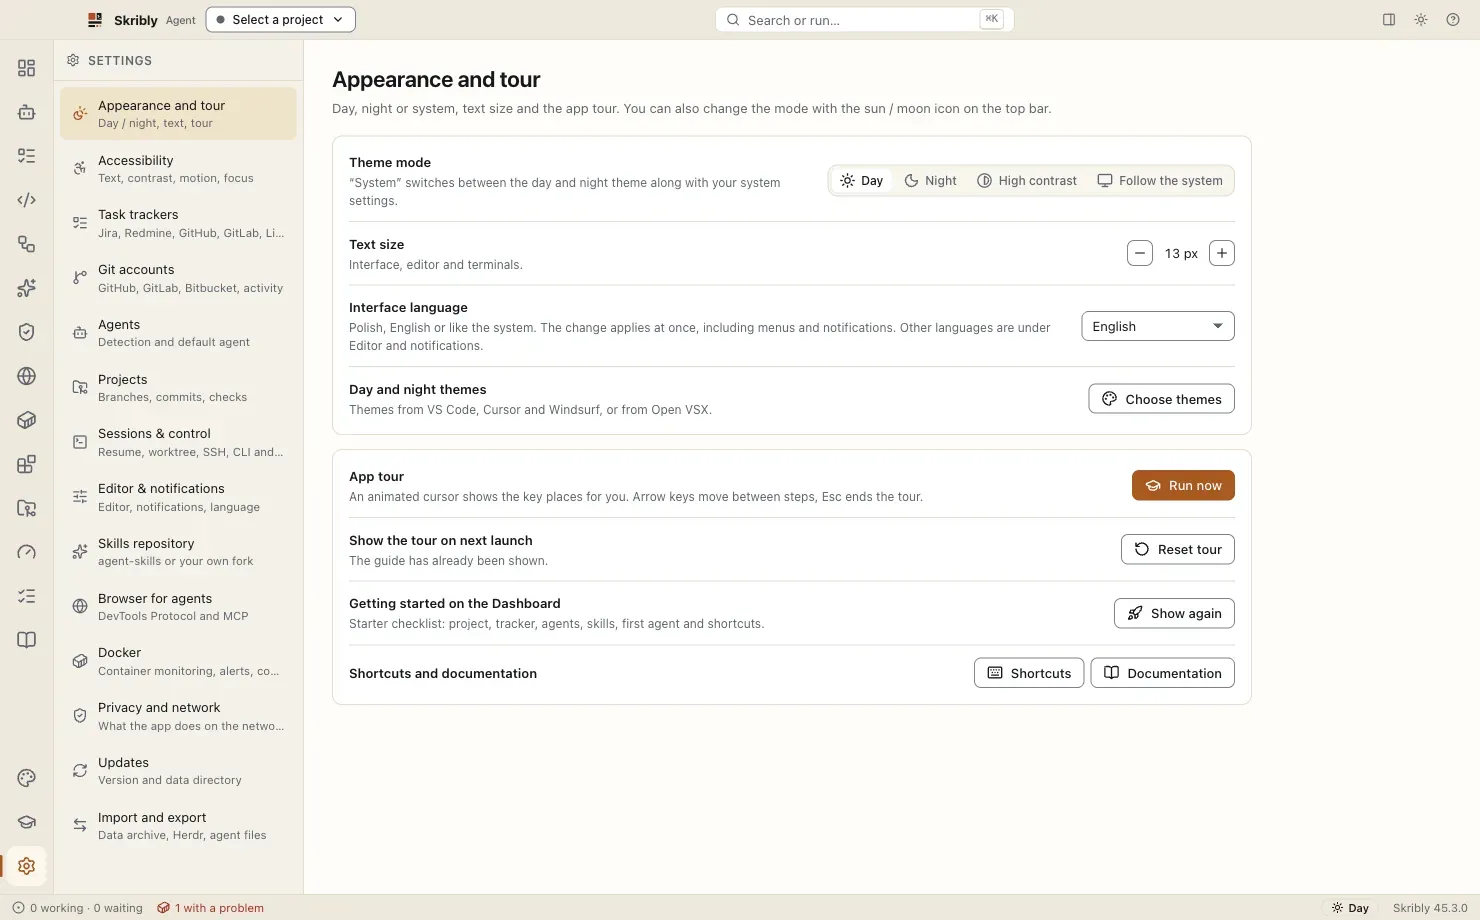 Skribly Agent Select a project Search or run... ⌘K
SETTINGS
Appearance and tour
Day / night, text, tour
Accessibility
Text, contrast, motion, focus
Task trackers
Jira, Redmine, GitHub, GitLab, Li...
Git accounts
GitHub, GitLab, Bitbucket, activity
Agents
Detection and default agent
Projects
Branches, commits, checks
Sessions & control
Resume, worktree, SSH, CLI and...
Editor & notifications
Editor, notifications, language
Skills repository
agent-skills or your own fork
Browser for agents
DevTools Protocol and MCP
Docker
Container monitoring, alerts, co...
Privacy and network
What the app does on the netwo...
Updates
Version and data directory
Import and export
Data archive, Herdr, agent files
Appearance and tour
Day, night or system, text size and the app tour. You can also change the mode with the sun / moon icon on the top bar.
Theme mode
“System” switches between the day and night theme along with your system
settings.
Day Night High contrast Follow the system
Text size
Interface, editor and terminals.
13 px
Interface language
Polish, English or like the system. The change applies at once, including menus and notifications. Other languages are under
Editor and notifications.
English
Day and night themes
Themes from VS Code, Cursor and Windsurf, or from Open VSX.
Choose themes
App tour
An animated cursor shows the key places for you. Arrow keys move between steps, Esc ends the tour.
Run now
Show the tour on next launch
The guide has already been shown.
Reset tour
Getting started on the Dashboard
Starter checklist: project, tracker, agents, skills, first agent and shortcuts.
Show again
Shortcuts and documentation
Shortcuts Documentation
0 working · 0 waiting 1 with a problem Day Skribly 45.3.0